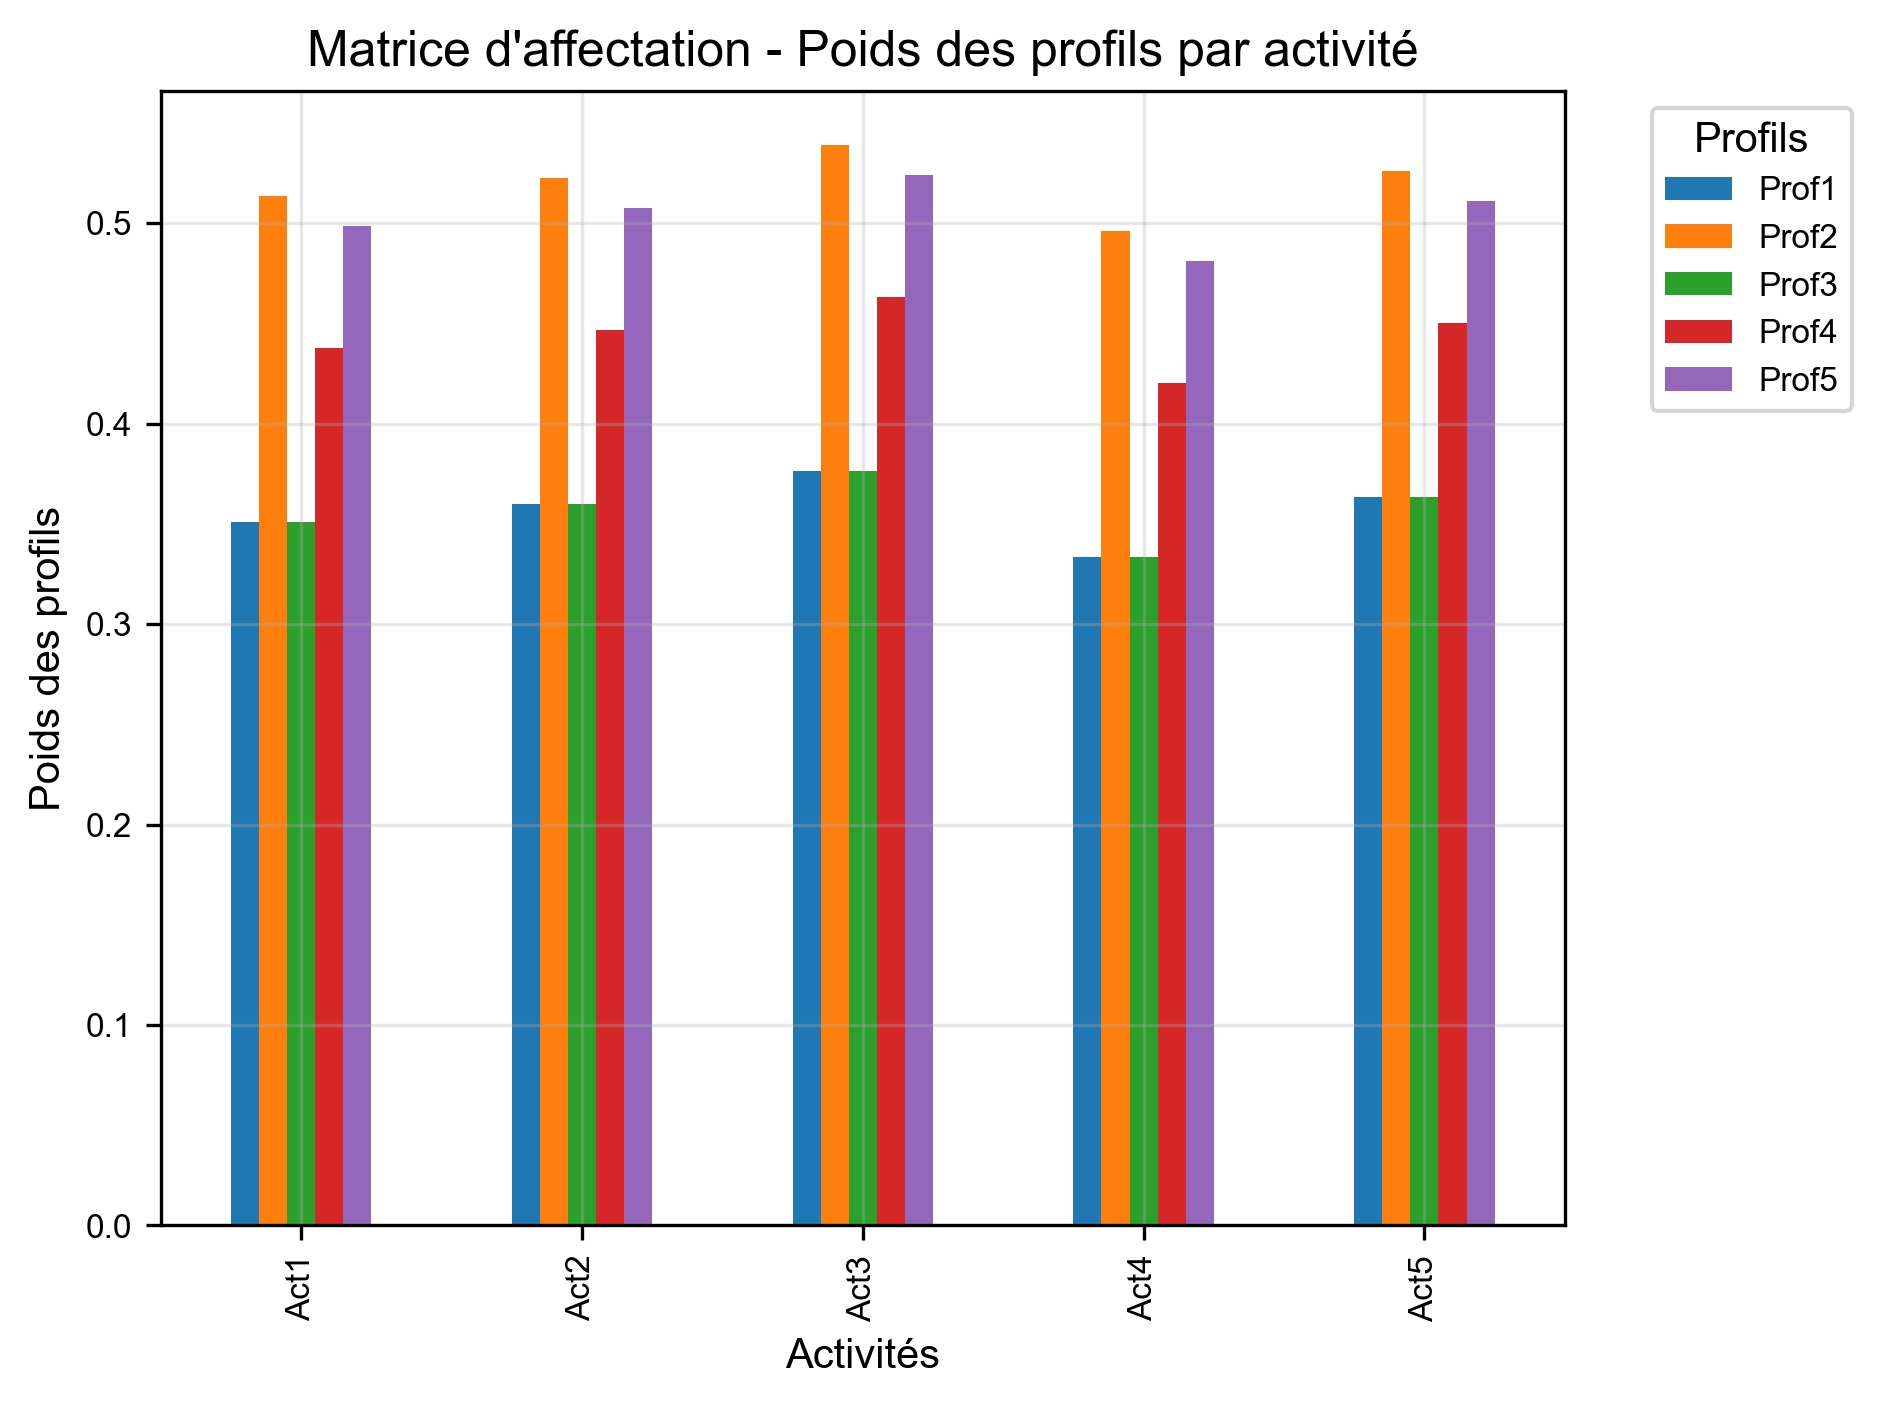 Matrice d'affectation - Poids des profils par activité
Profils
Prof1
Prof2
Prof3
Prof4
Prof5
Poids des profils
0.5
0.4
0.3
0.2
0.1
0.0
Act1
Act2
Act3
Act4
Act5
Activités